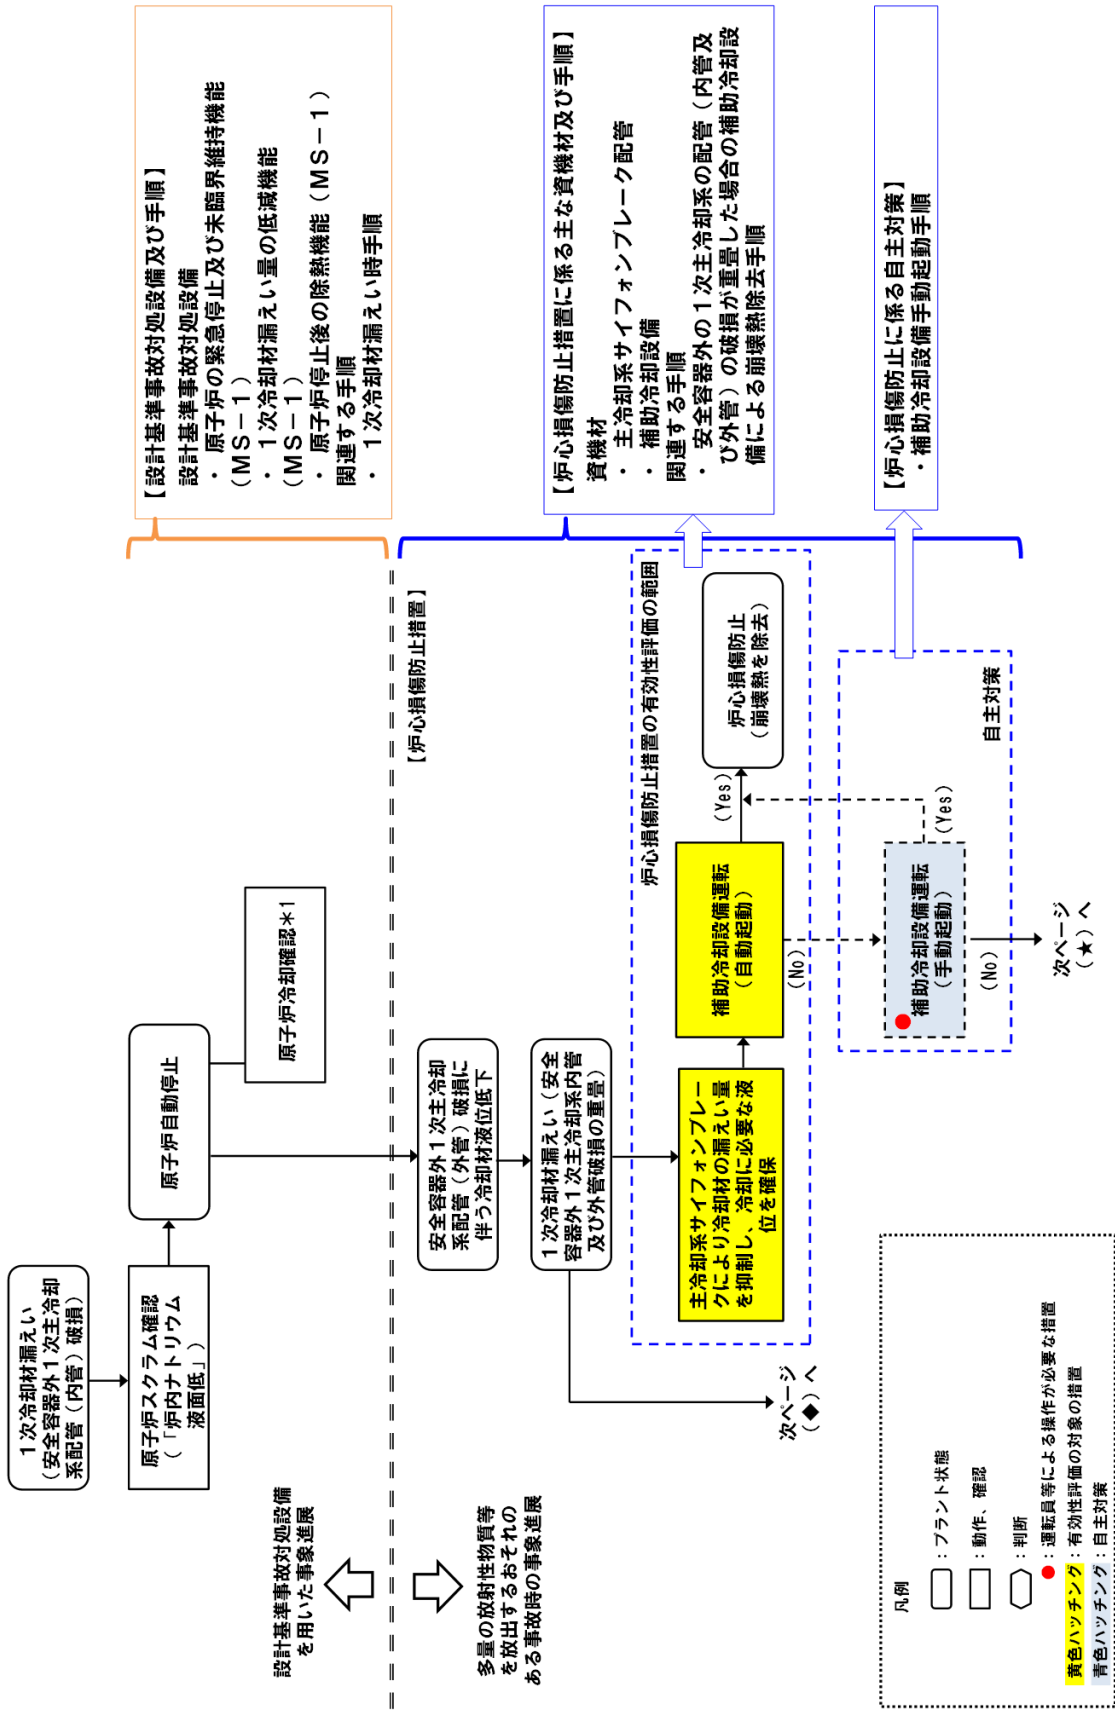 1次冷却材漏えい
(安全容器外1次主冷却
系配管(内管)破損)
原子炉スクラム確認
(「炉内ナトリウム
液面低」)
原子炉自動停止
原子炉冷却確認*1
【設計基準事故対処設備及び手順】
設計基準事故対処設備
・ 原子炉の緊急停止及び未臨界維持機能
(MS-1)
・ 1次冷却材漏えい量の低減機能
(MS-1)
・ 原子炉停止後の除熱機能(MS-1)
関連する手順
・ 1次冷却材漏えい時手順
設計基準事故対処設備
を用いた事象進展
多量の放射性物質等
を放出するおそれの
ある事故時の事象進展
【炉心損傷防止措置】
安全容器外1次主冷却
系配管(外管)破損に
伴う冷却材液位低下
1次冷却材漏えい(安全
容器外1次主冷却系内管
及び外管破損の重畳)
次ページ
(◆)へ
炉心損傷防止措置の有効性評価の範囲
主冷却系サイフォンブレー
クにより冷却材の漏えい量
を抑制し、冷却に必要な液
位を確保
補助冷却設備運転
(自動起動)
(Yes)
(No)
炉心損傷防止
(崩壊熱を除去)
補助冷却設備運転
(手動起動)
(Yes)
(No)
自主対策
次ページ
(★)へ
【炉心損傷防止措置に係る主な資機材及び手順】
資機材
・ 主冷却系サイフォンブレーク配管
・ 補助冷却設備
関連する手順
・ 安全容器外の1次主冷却系の配管(内管及
び外管)の破損が重畳した場合の補助冷却設
備による崩壊熱除去手順
【炉心損傷防止に係る自主対策】
・補助冷却設備手動起動手順
凡例
:プラント状態
:動作、確認
:判断
:運転員等による操作が必要な措置
黄色ハッチング:有効性評価の対象の措置
青色ハッチング:自主対策